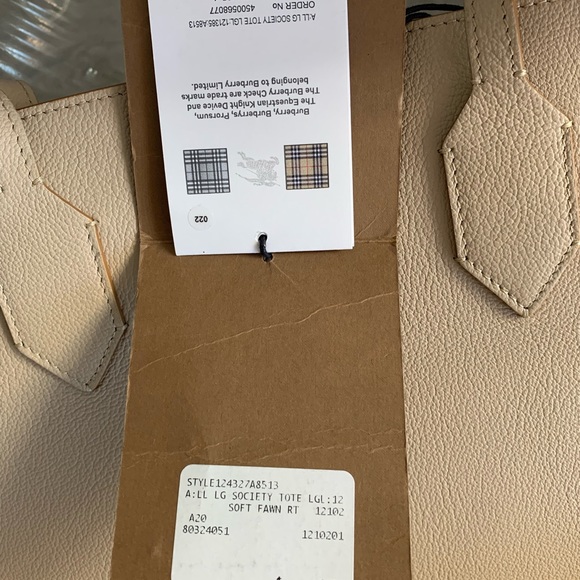 A:LL LG SOCIETY TOTE LGL:121385:A8513
ORDER No 4500568077
Burberry, Burberrys, Prorsum,
The Equestrian Knight Device and
The Burberry Check are trade marks
belonging to Burberry Limited.
022
STYLE124327A8513
A:LL LG SOCIETY TOTE LGL:12
SOFT FAWN RT 12102
A20
80324051 1210201